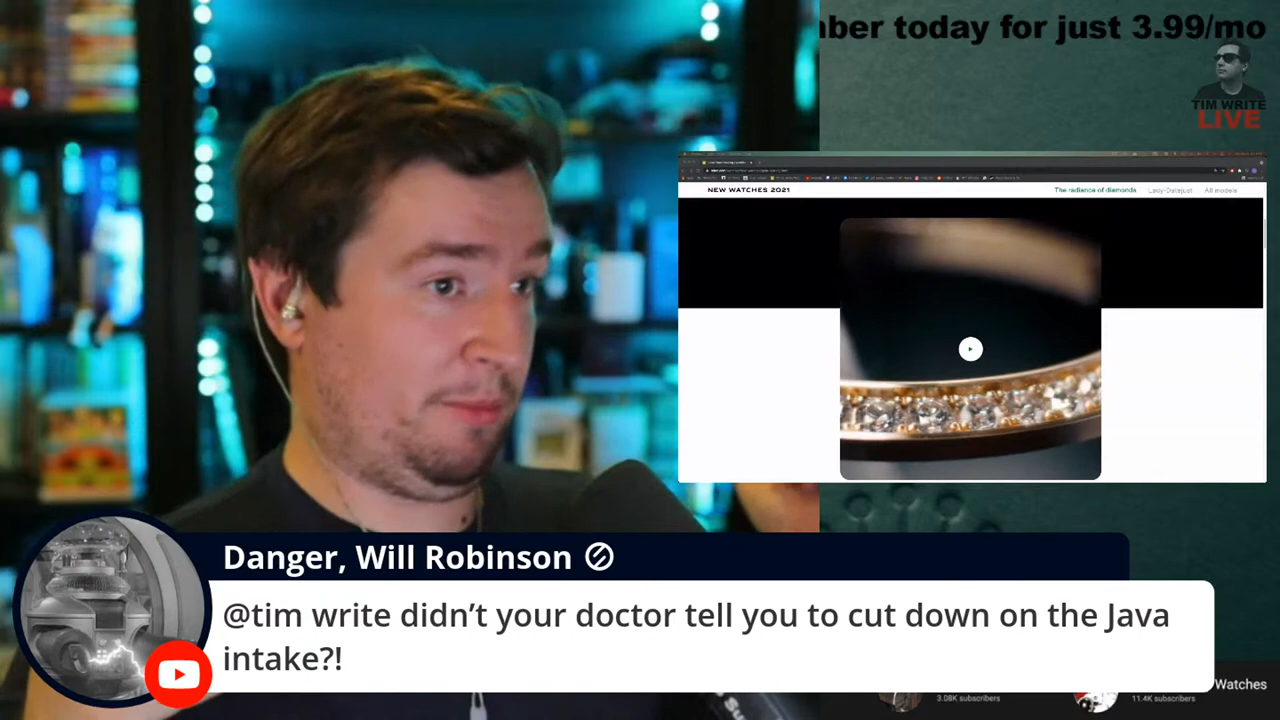 nber today for just 3.99/mo
TIM WRITE
LIVE
NEW WATCHES 2021
The radiance of diamonds
Lady-Datejust
All models
Danger, Will Robinson
@tim write didn’t your doctor tell you to cut down on the Java
intake?!
Watches
3.08K subscribers
11.4K subscribers